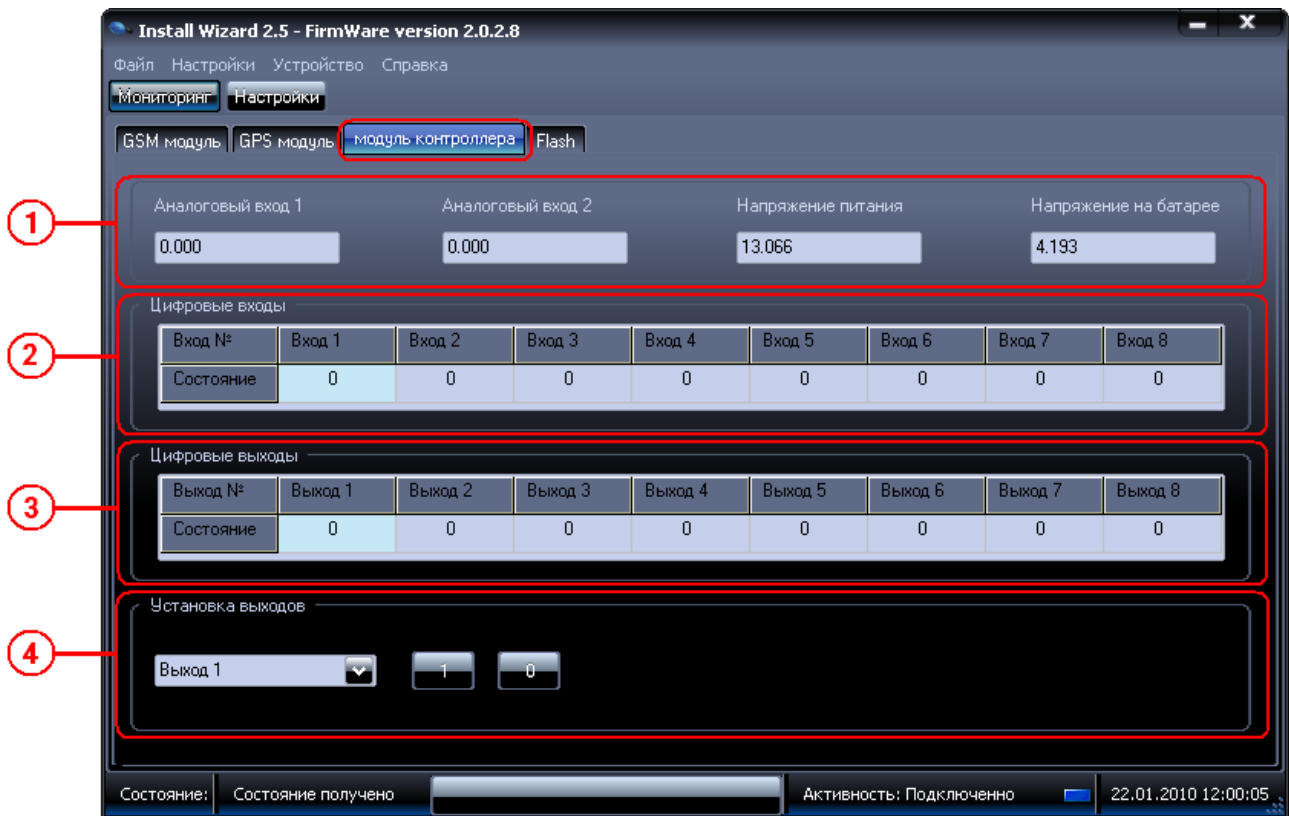 Install Wizard 2.5 - FirmWare version 2.0.2.8
Файл Настройки Устройство Справка
Мониторинг Настройки
GSM модуль GPS модуль модуль контроллера Flash
1
Аналоговый вход 1 Аналоговый вход 2 Напряжение питания Напряжение на батарее
0.000 0.000 13.066 4.193
Цифровые входы
2
Вход № Вход 1 Вход 2 Вход 3 Вход 4 Вход 5 Вход 6 Вход 7 Вход 8
Состояние 0 0 0 0 0 0 0 0
Цифровые выходы
3
Выход № Выход 1 Выход 2 Выход 3 Выход 4 Выход 5 Выход 6 Выход 7 Выход 8
Состояние 0 0 0 0 0 0 0 0
Установка выходов
4
Выход 1 1 0
Состояние: Состояние получено Активность: Подключенно 22.01.2010 12:00:05